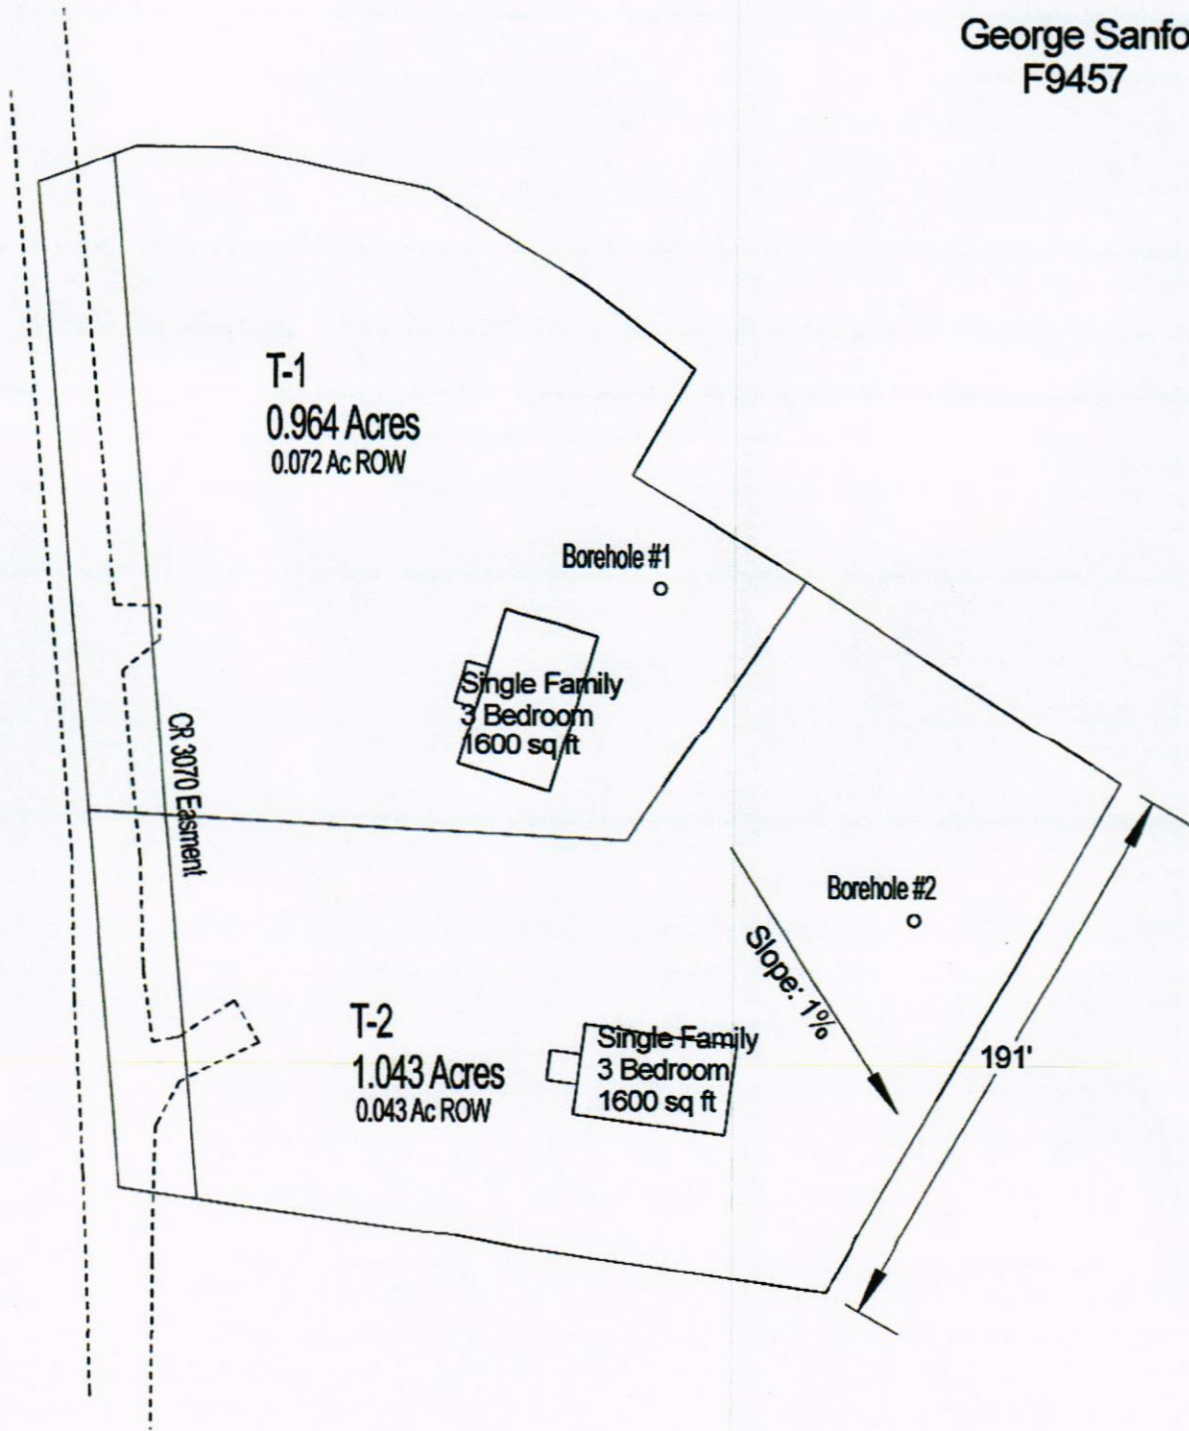 George Sanfo
F9457
T-1
0.964 Acres
0.072 Ac ROW
Borehole #1
Single Family
3 Bedroom
1600 sq ft
CR 3070 Easment
Borehole #2
Slope: 1%
T-2
1.043 Acres
0.043 Ac ROW
Single Family
3 Bedroom
1600 sq ft
191'